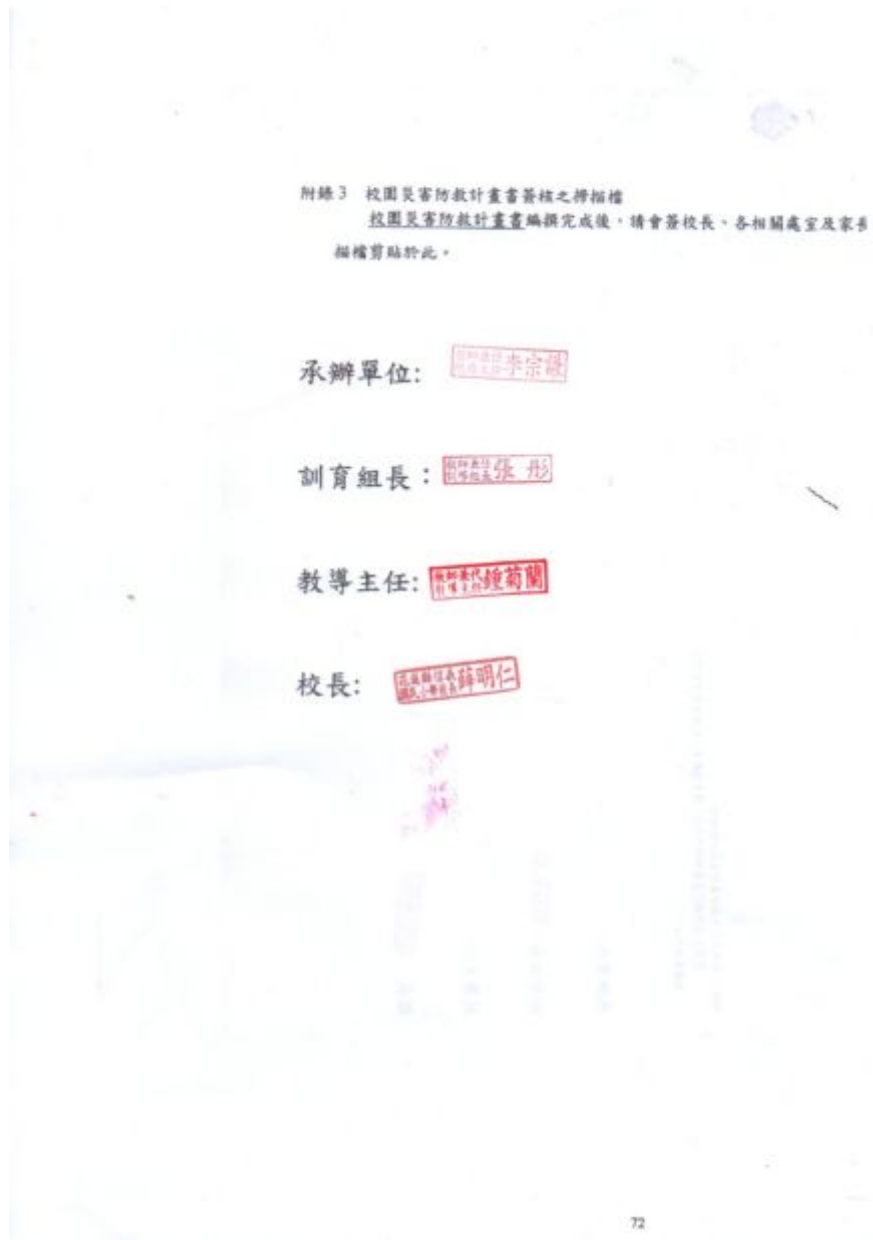 附錄 3 校園災害防救計畫書簽核之掃描檔
校園災害防救計畫書編撰完成後，請會簽校長、各相關處室及家長
描檔剪貼於此。
承辦單位: 李宗謙
訓育組長：張 彤
教導主任: 鍾菊蘭
校長: 薛明仁
72